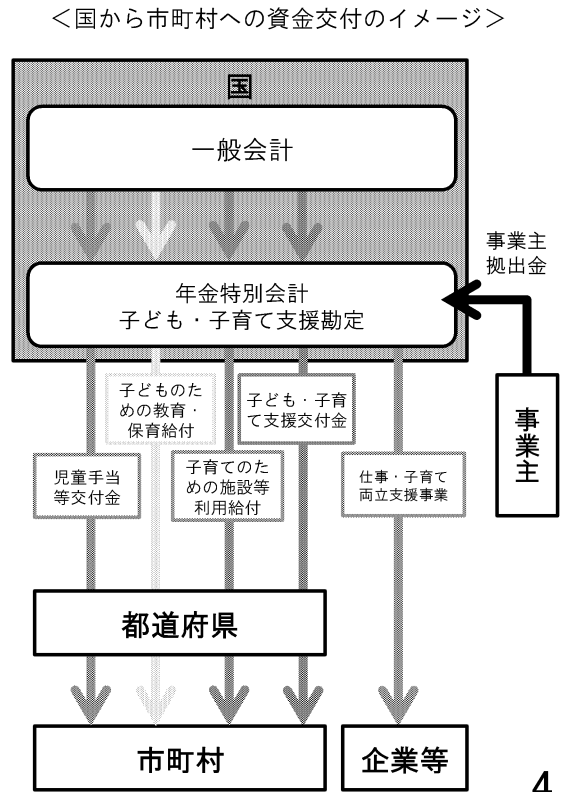 ＜国から市町村への資金交付のイメージ＞
国
一般会計
事業主
拠出金
年金特別会計
子ども・子育て支援勘定
子どものた
めの教育・
保育給付
子ども・子育
て支援交付金
事業主
児童手当
等交付金
子育てのた
めの施設等
利用給付
仕事・子育て
両立支援事業
都道府県
市町村
企業等
4